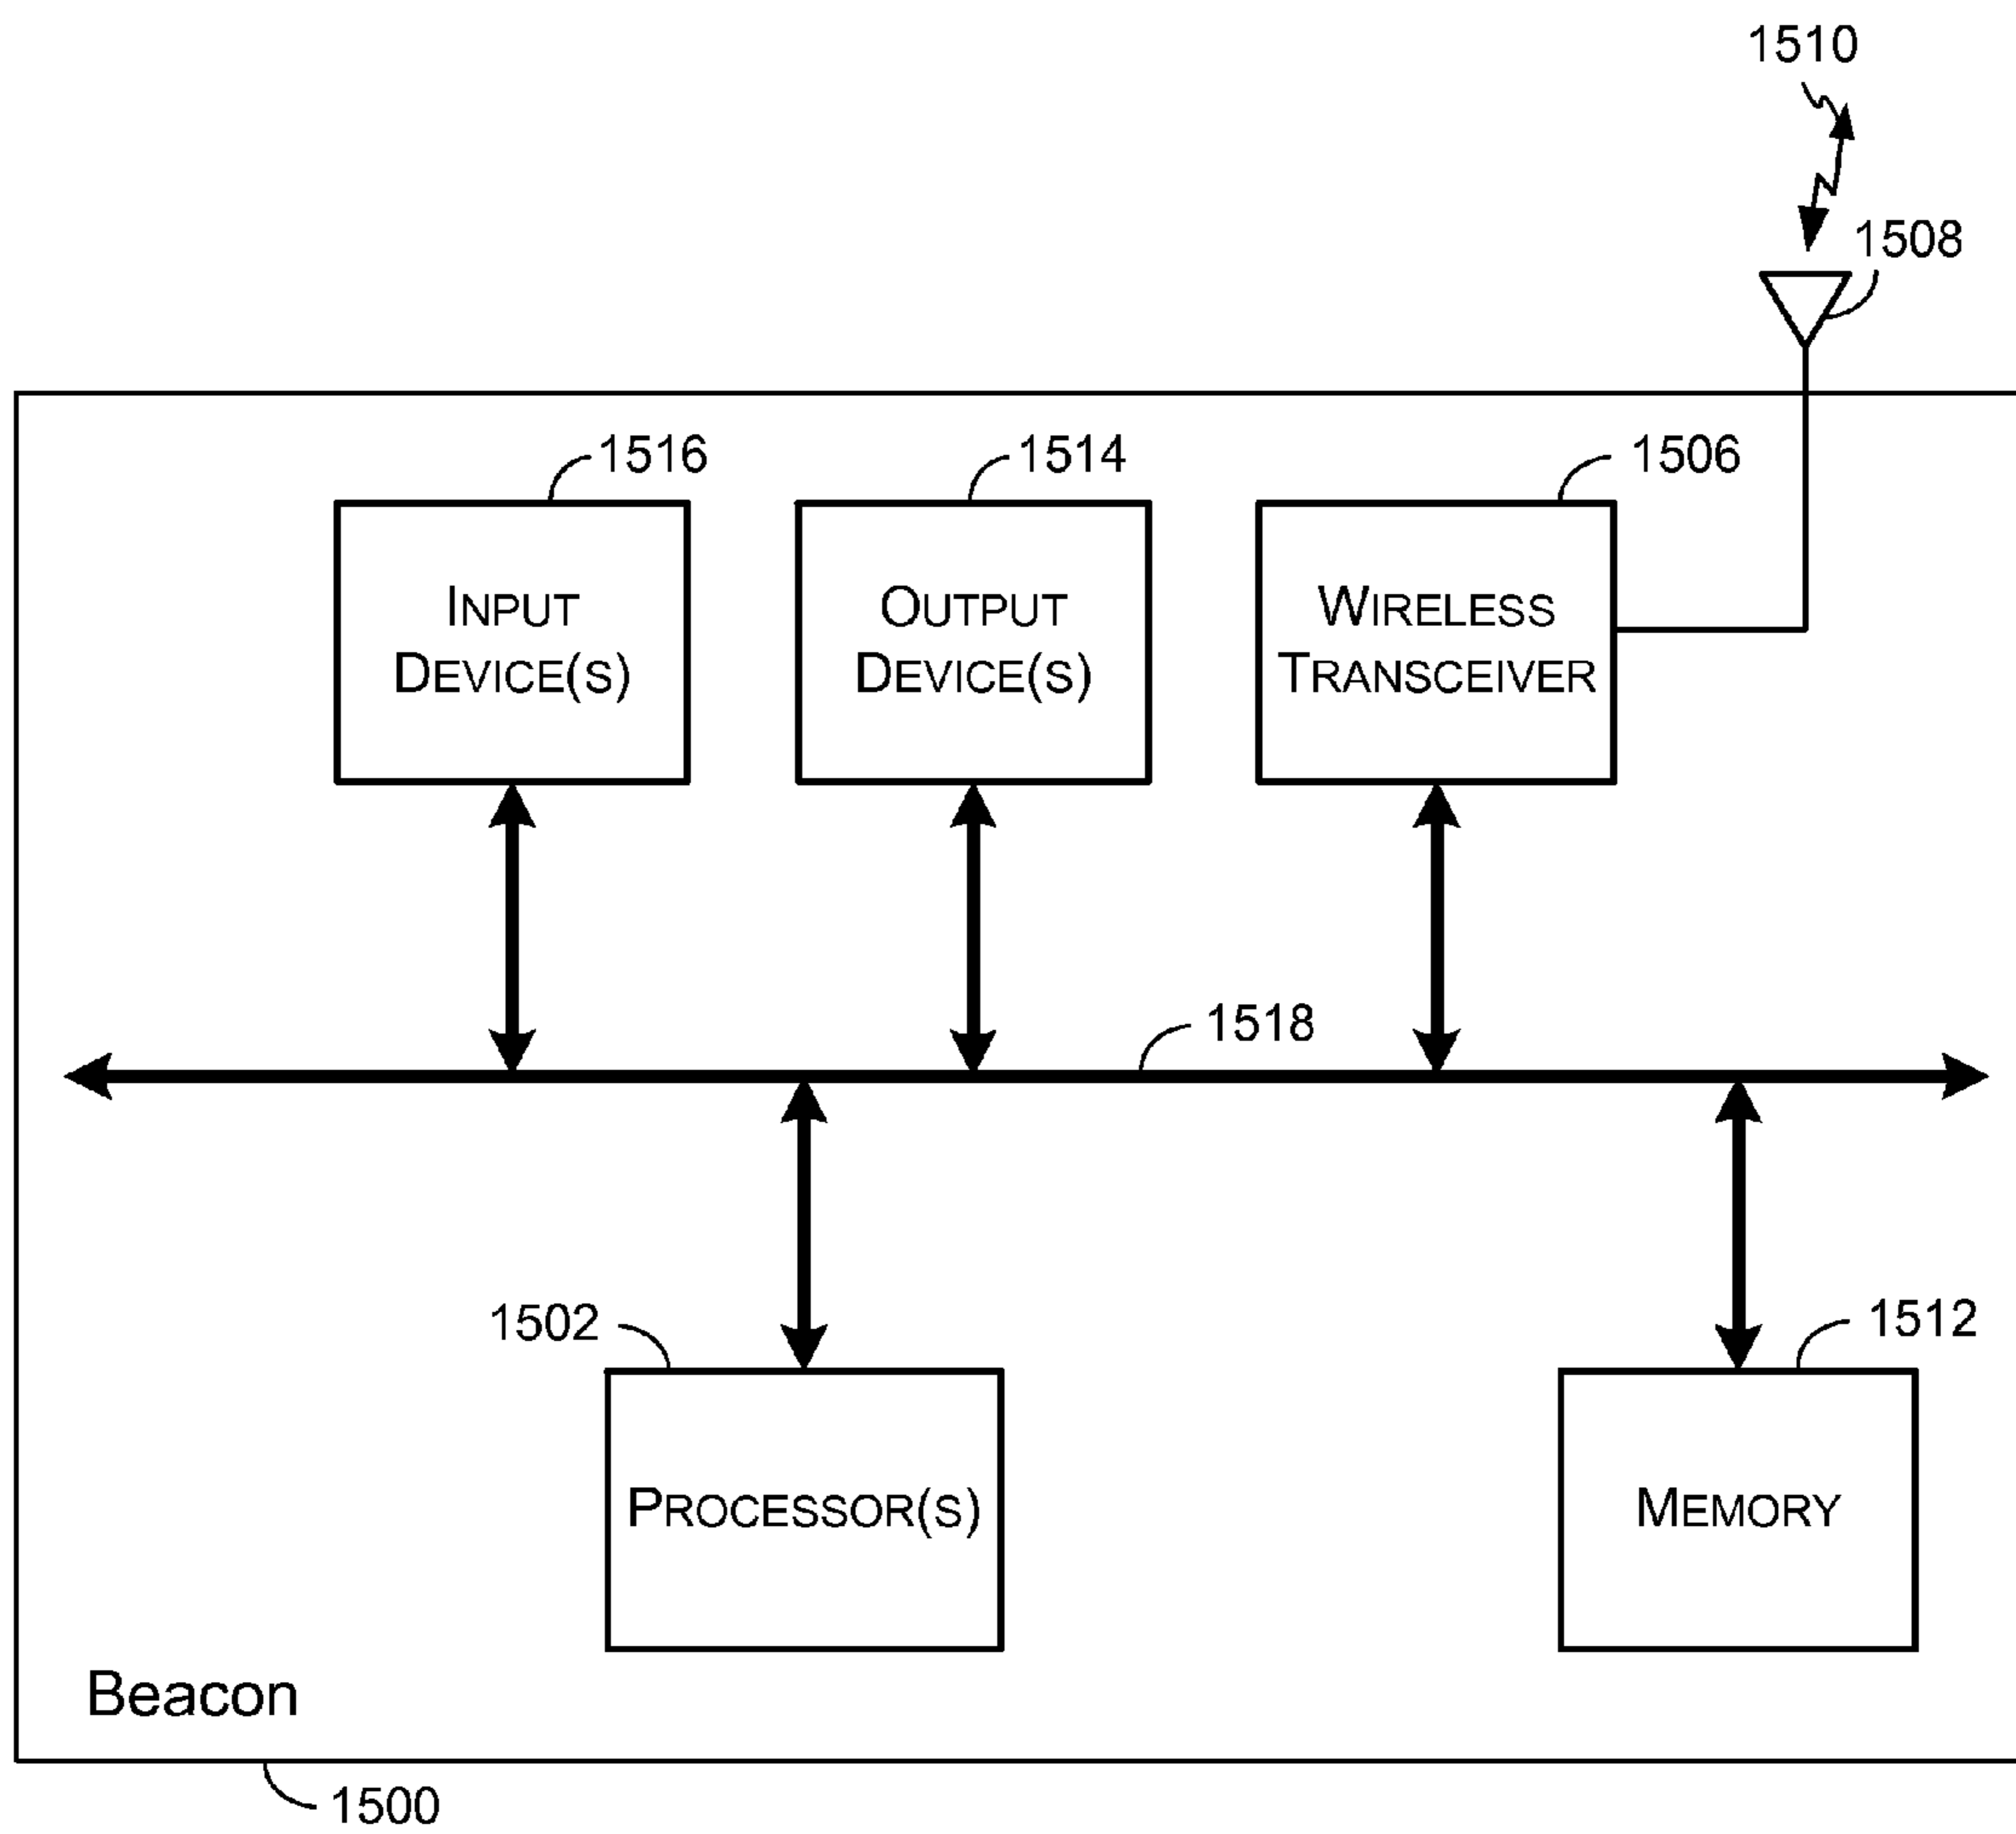 1510
1508
1516
1514
1506
INPUT
DEVICE(S)
OUTPUT
DEVICE(S)
WIRELESS
TRANSCEIVER
1518
1502
1512
PROCESSOR(S)
MEMORY
Beacon
1500